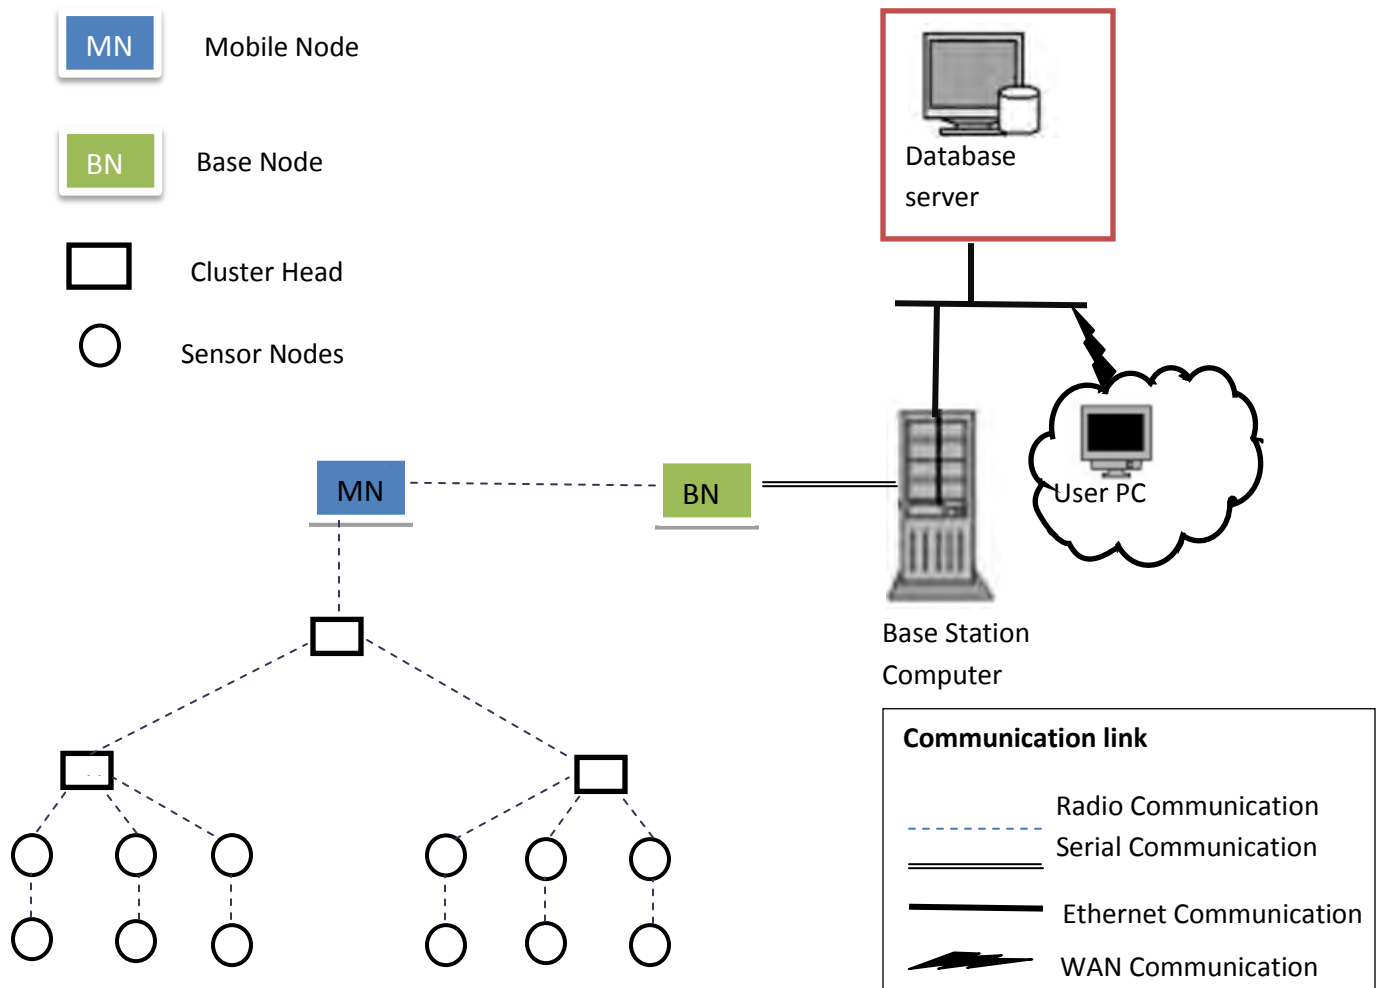 MN
Mobile Node
BN
Base Node
Cluster Head
Sensor Nodes
Database
server
User PC
MN
BN
Base Station
Computer
Communication link
Radio Communication
Serial Communication
Ethernet Communication
WAN Communication